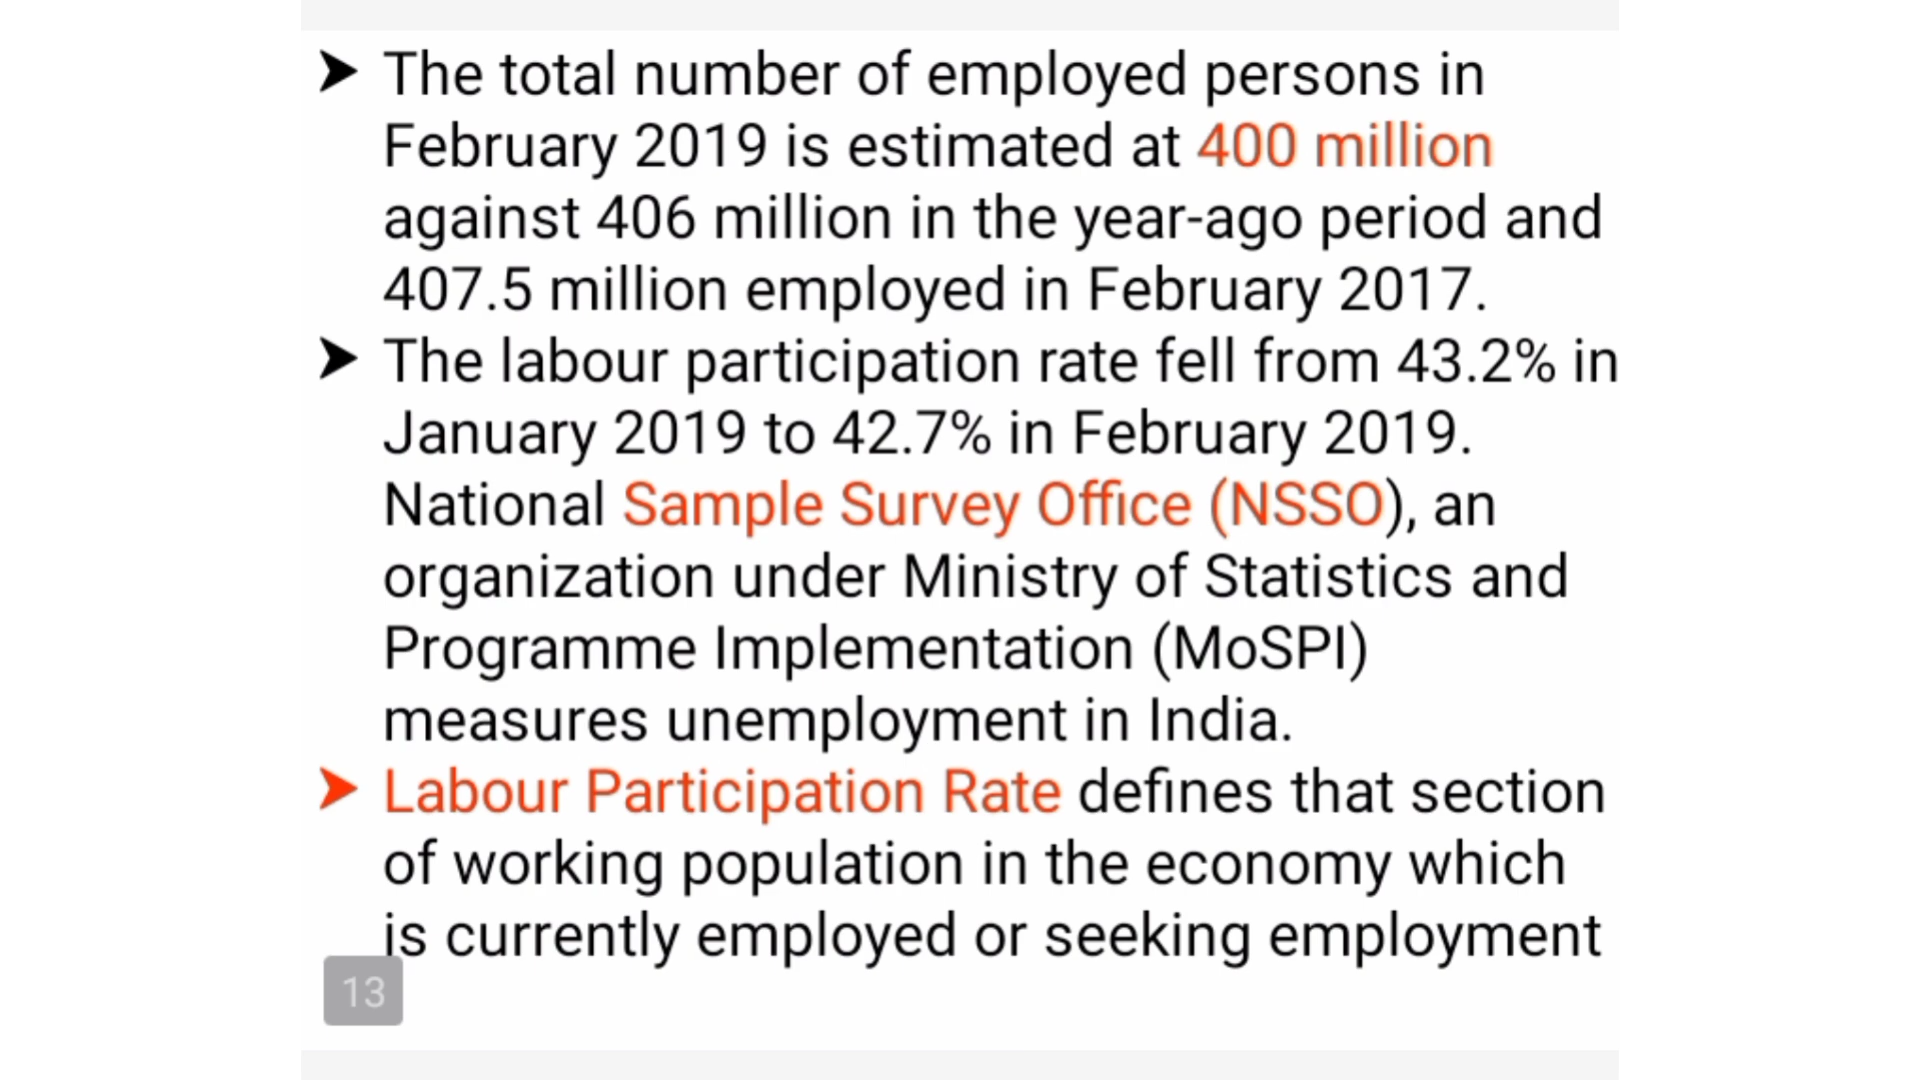 ➤ The total number of employed persons in
February 2019 is estimated at 400 million
against 406 million in the year-ago period and
407.5 million employed in February 2017.
➤ The labour participation rate fell from 43.2% in
January 2019 to 42.7% in February 2019.
National Sample Survey Office (NSSO), an
organization under Ministry of Statistics and
Programme Implementation (MoSPI)
measures unemployment in India.
➤ Labour Participation Rate defines that section
of working population in the economy which
is currently employed or seeking employment
13